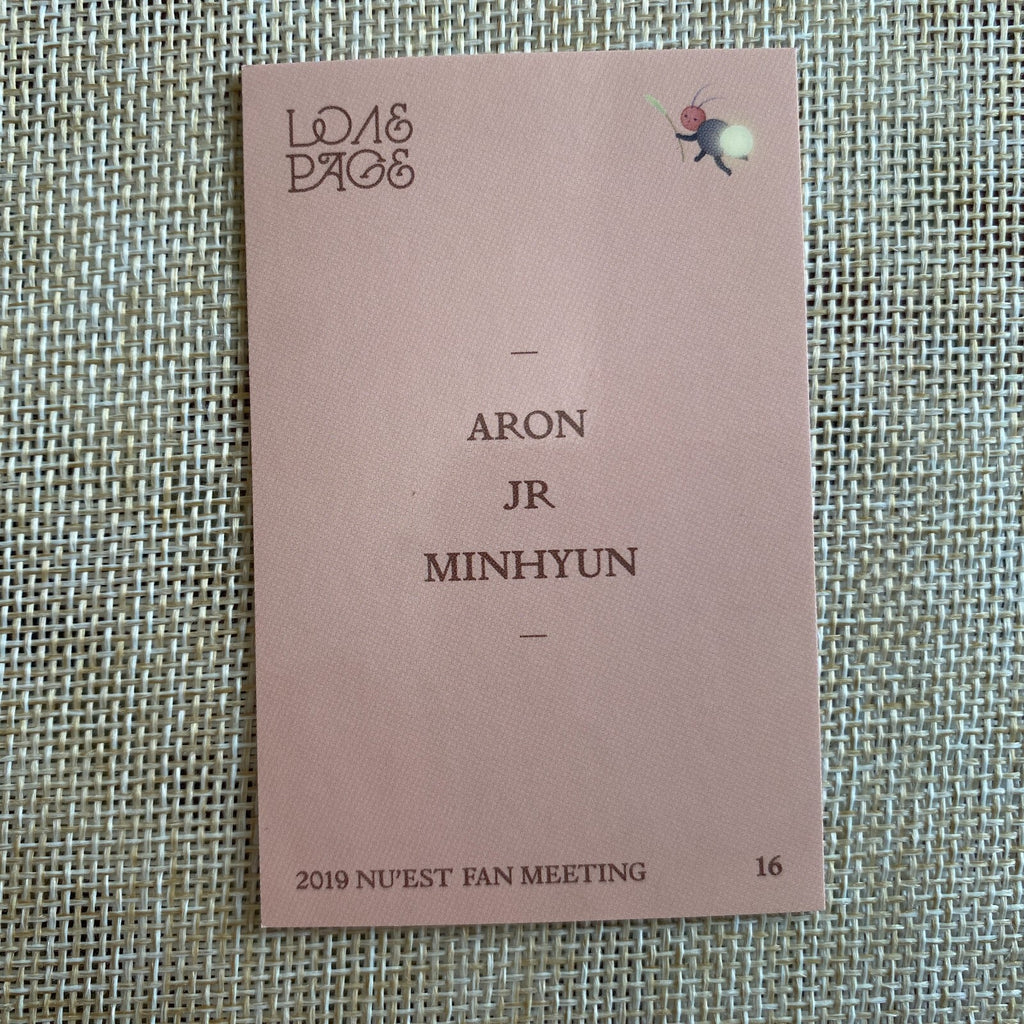 LOVE
PAGE
ARON
JR
MINHYUN
2019 NU'EST FAN MEETING 16